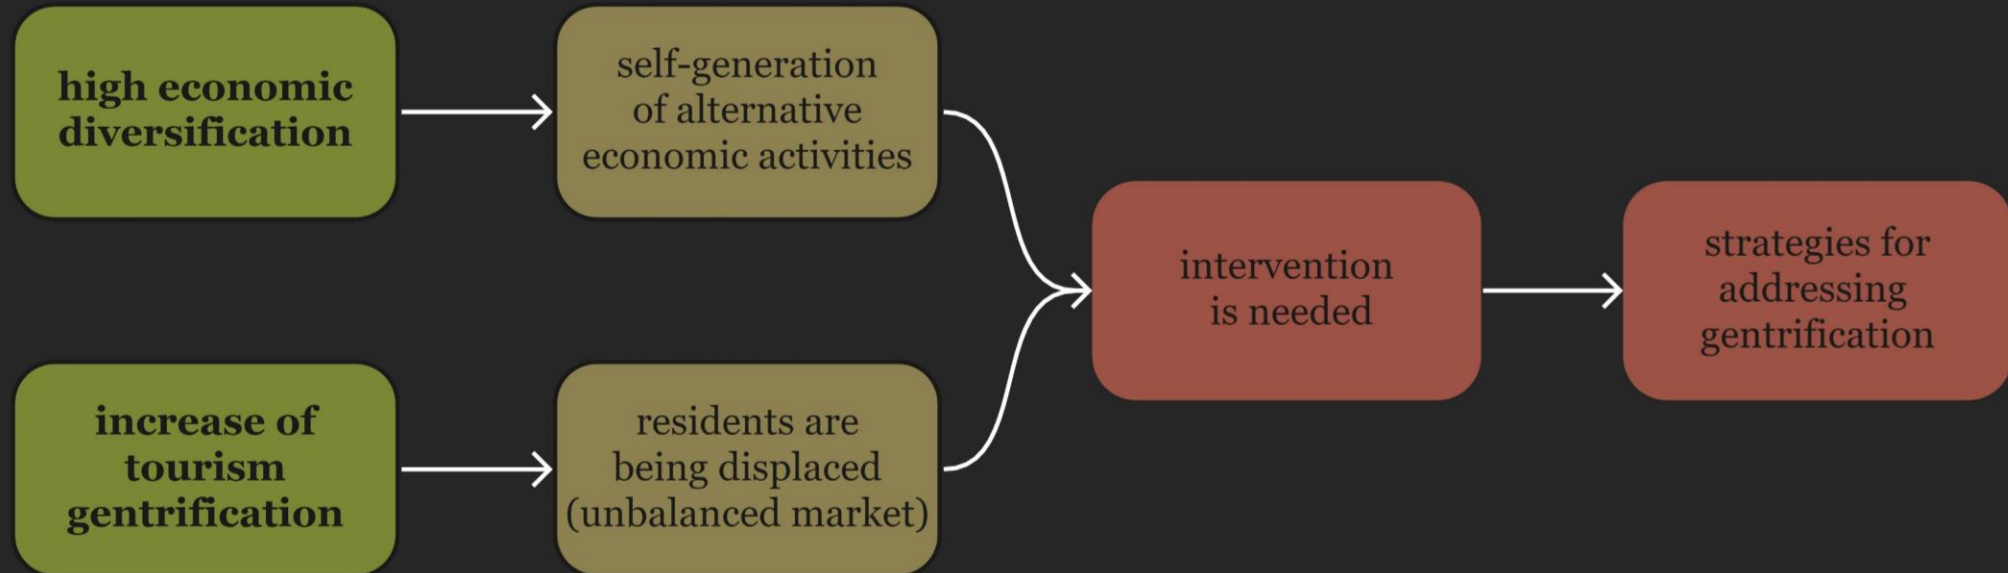 high economic
diversification
self-generation
of alternative
economic activities
increase of
tourism
gentrification
residents are
being displaced
(unbalanced market)
intervention
is needed
strategies for
addressing
gentrification